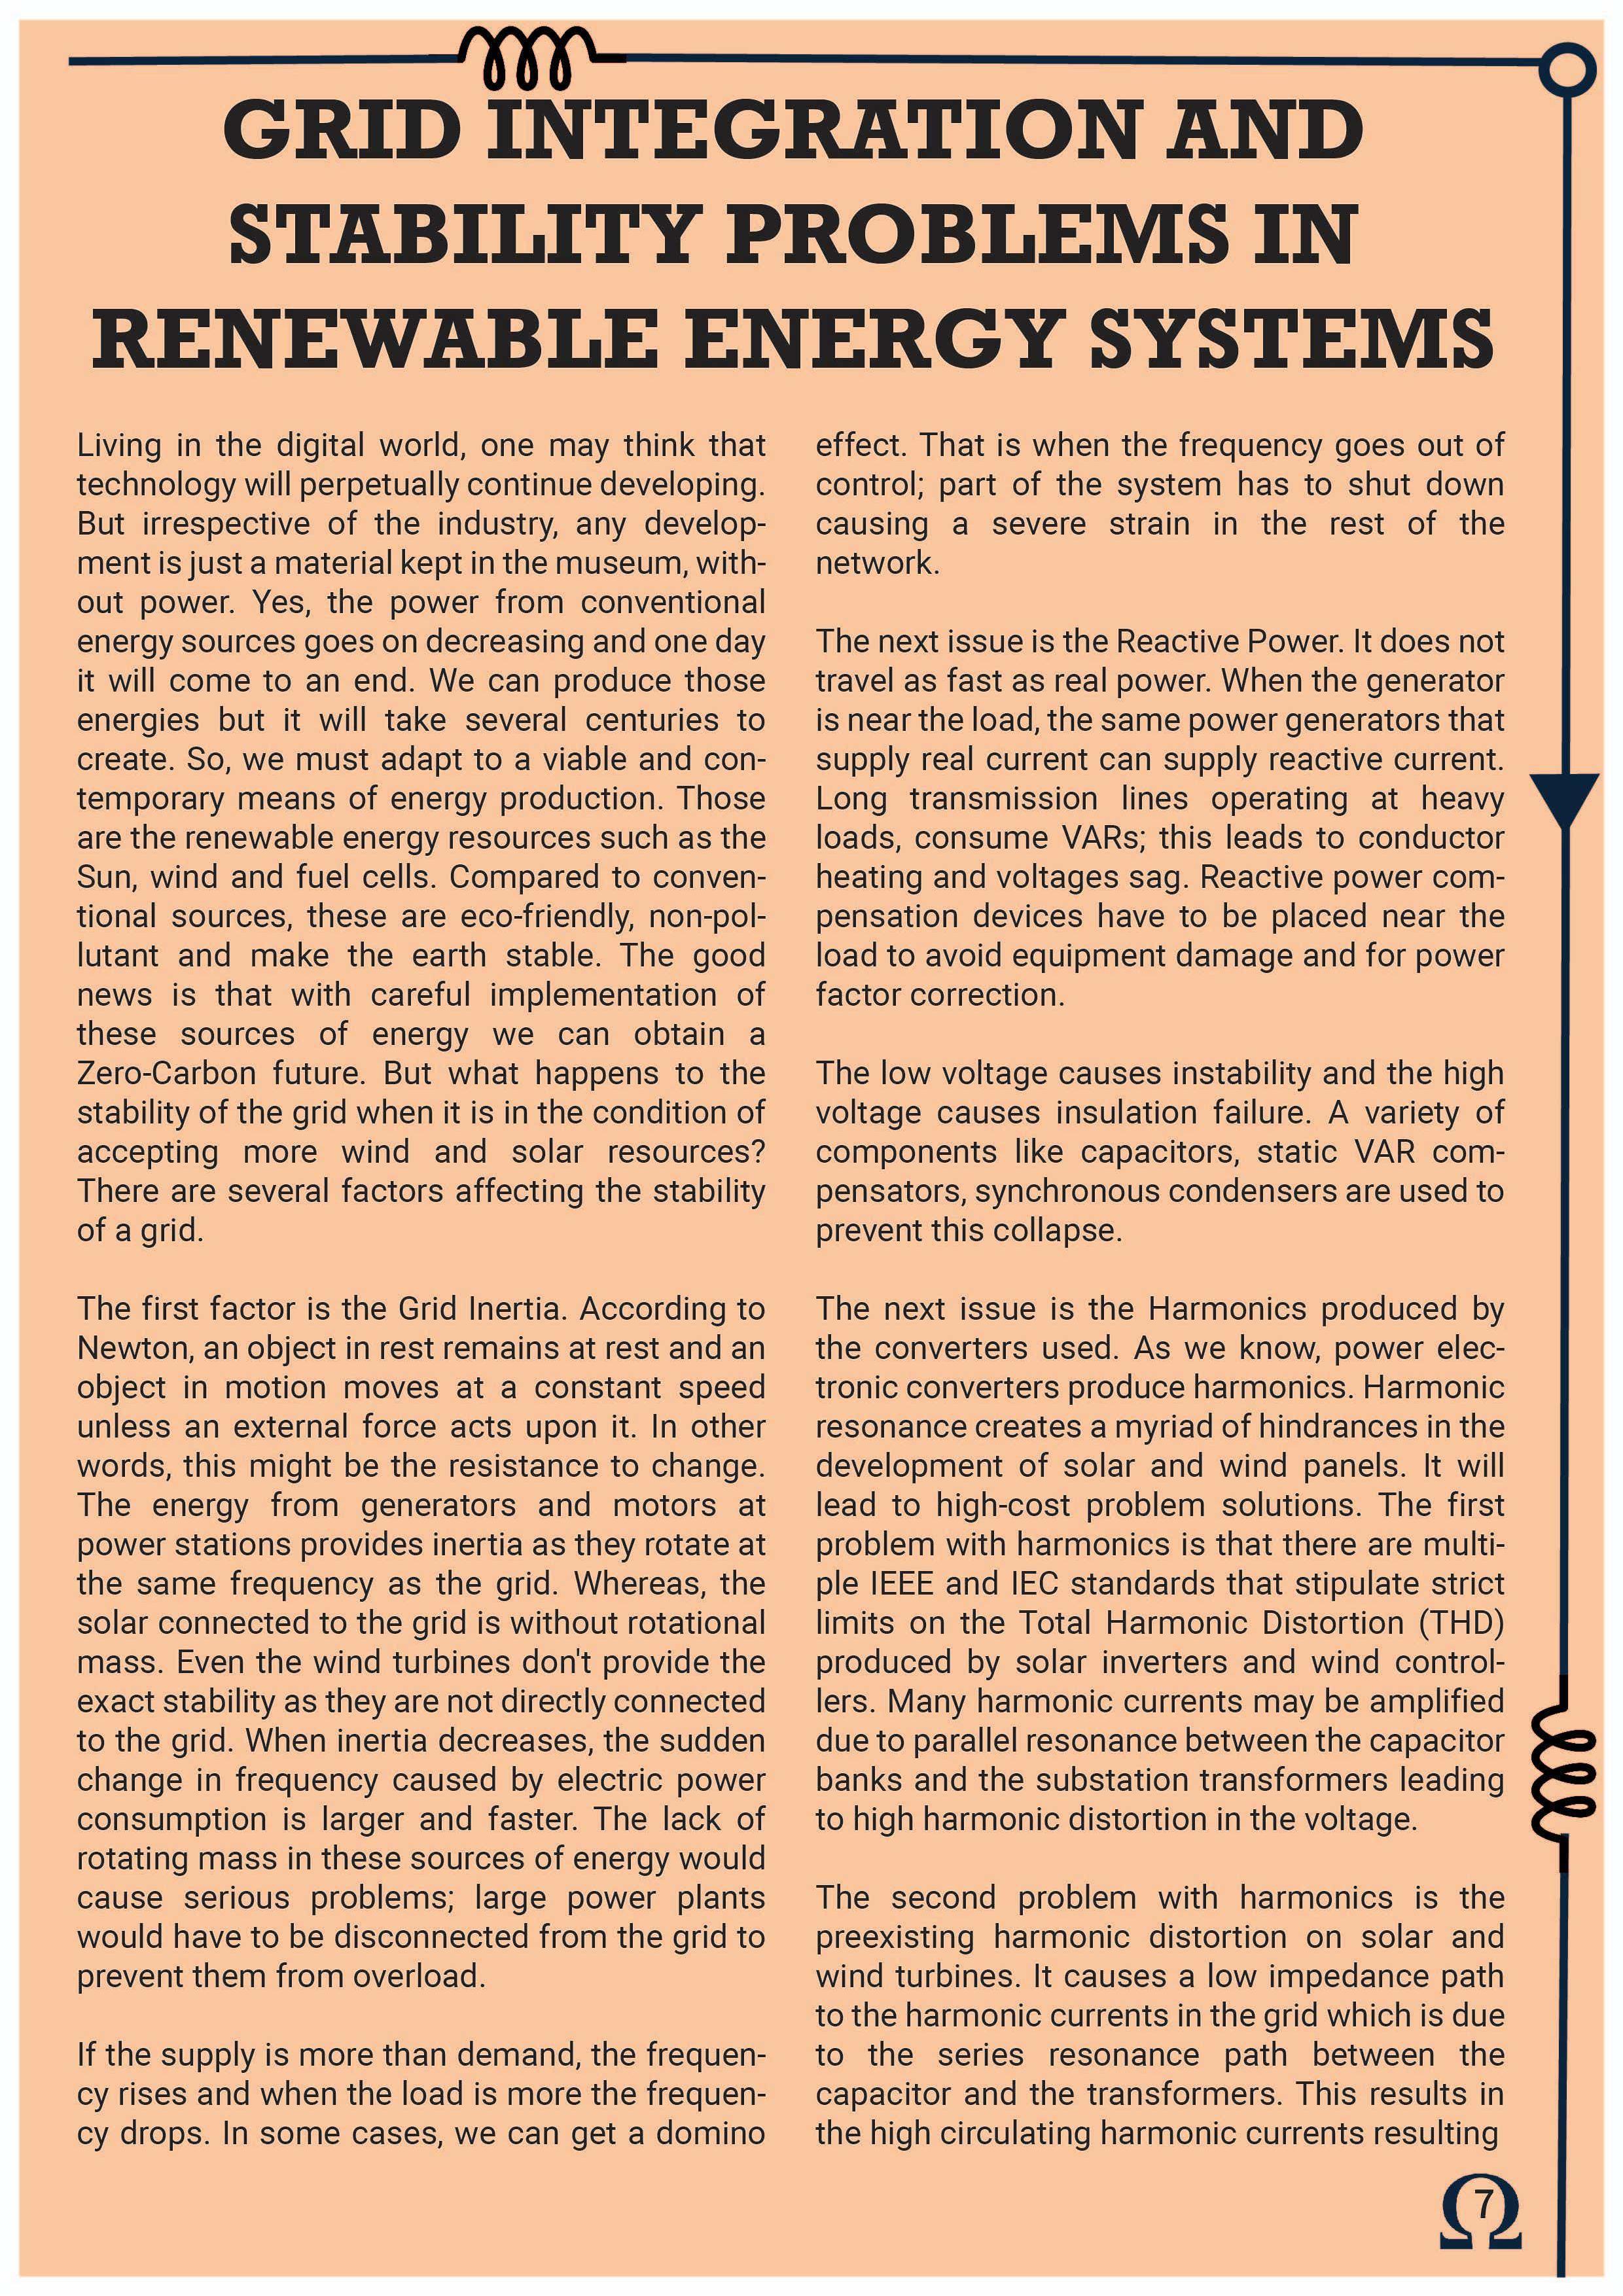 GRID INTEGRATION AND
STABILITY PROBLEMS IN
RENEWABLE ENERGY SYSTEMS
Living in the digital world, one may think that
technology will perpetually continue developing.
But irrespective of the industry, any develop-
ment is just a material kept in the museum, with-
out power. Yes, the power from conventional
energy sources goes on decreasing and one day
it will come to an end. We can produce those
energies but it will take several centuries to
create. So, we must adapt to a viable and con-
temporary means of energy production. Those
are the renewable energy resources such as the
Sun, wind and fuel cells. Compared to conven-
tional sources, these are eco-friendly, non-pol-
lutant and make the earth stable. The good
news is that with careful implementation of
these sources of energy we can obtain a
Zero-Carbon future. But what happens to the
stability of the grid when it is in the condition of
accepting more wind and solar resources?
There are several factors affecting the stability
of a grid.
The first factor is the Grid Inertia. According to
Newton, an object in rest remains at rest and an
object in motion moves at a constant speed
unless an external force acts upon it. In other
words, this might be the resistance to change.
The energy from generators and motors at
power stations provides inertia as they rotate at
the same frequency as the grid. Whereas, the
solar connected to the grid is without rotational
mass. Even the wind turbines don't provide the
exact stability as they are not directly connected
to the grid. When inertia decreases, the sudden
change in frequency caused by electric power
consumption is larger and faster. The lack of
rotating mass in these sources of energy would
cause serious problems; large power plants
would have to be disconnected from the grid to
prevent them from overload.
If the supply is more than demand, the frequen-
cy rises and when the load is more the frequen-
cy drops. In some cases, we can get a domino
effect. That is when the frequency goes out of
control; part of the system has to shut down
causing a severe strain in the rest of the
network.
The next issue is the Reactive Power. It does not
travel as fast as real power. When the generator
is near the load, the same power generators that
supply real current can supply reactive current.
Long transmission lines operating at heavy
loads, consume VARs; this leads to conductor
heating and voltages sag. Reactive power com-
pensation devices have to be placed near the
load to avoid equipment damage and for power
factor correction.
The low voltage causes instability and the high
voltage causes insulation failure. A variety of
components like capacitors, static VAR com-
pensators, synchronous condensers are used to
prevent this collapse.
The next issue is the Harmonics produced by
the converters used. As we know, power elec-
tronic converters produce harmonics. Harmonic
resonance creates a myriad of hindrances in the
development of solar and wind panels. It will
lead to high-cost problem solutions. The first
problem with harmonics is that there are multi-
ple IEEE and IEC standards that stipulate strict
limits on the Total Harmonic Distortion (THD)
produced by solar inverters and wind control-
lers. Many harmonic currents may be amplified
due to parallel resonance between the capacitor
banks and the substation transformers leading
to high harmonic distortion in the voltage.
The second problem with harmonics is the
preexisting harmonic distortion on solar and
wind turbines. It causes a low impedance path
to the harmonic currents in the grid which is due
to the series resonance path between the
capacitor and the transformers. This results in
the high circulating harmonic currents resulting
Ω 7